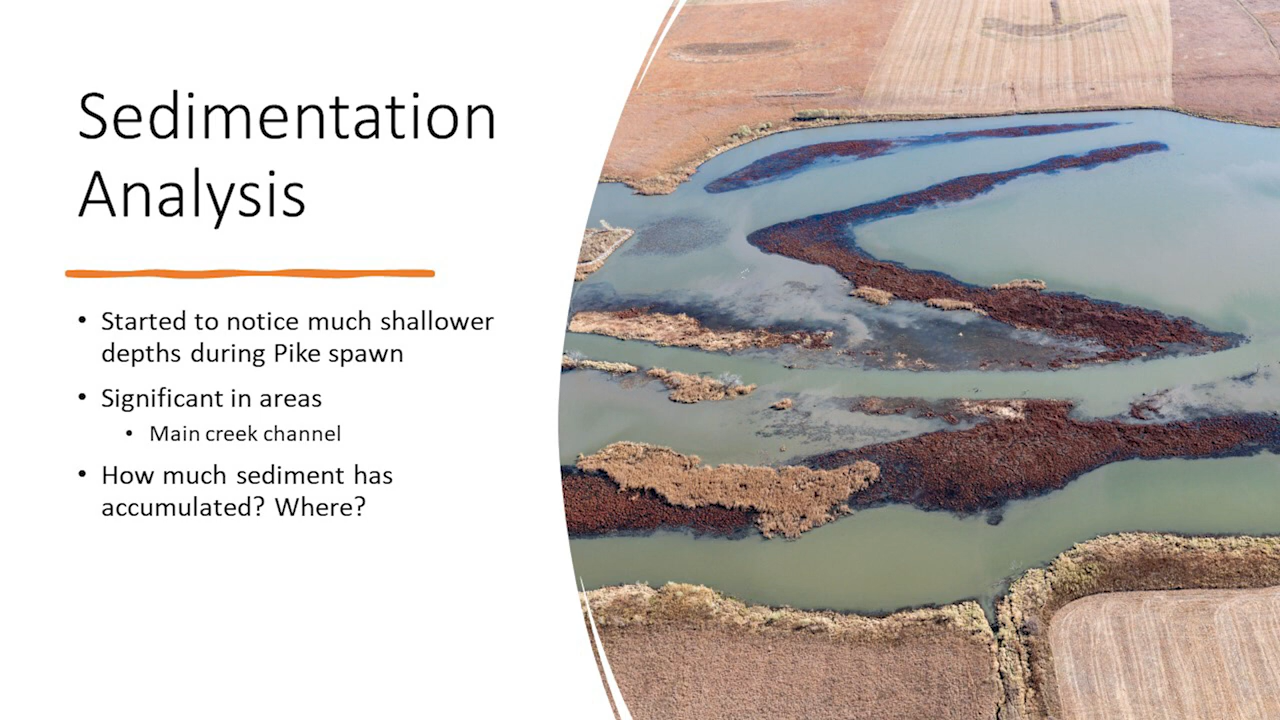 Sedimentation
Analysis
• Started to notice much shallower
depths during Pike spawn
• Significant in areas
• Main creek channel
• How much sediment has
accumulated? Where?